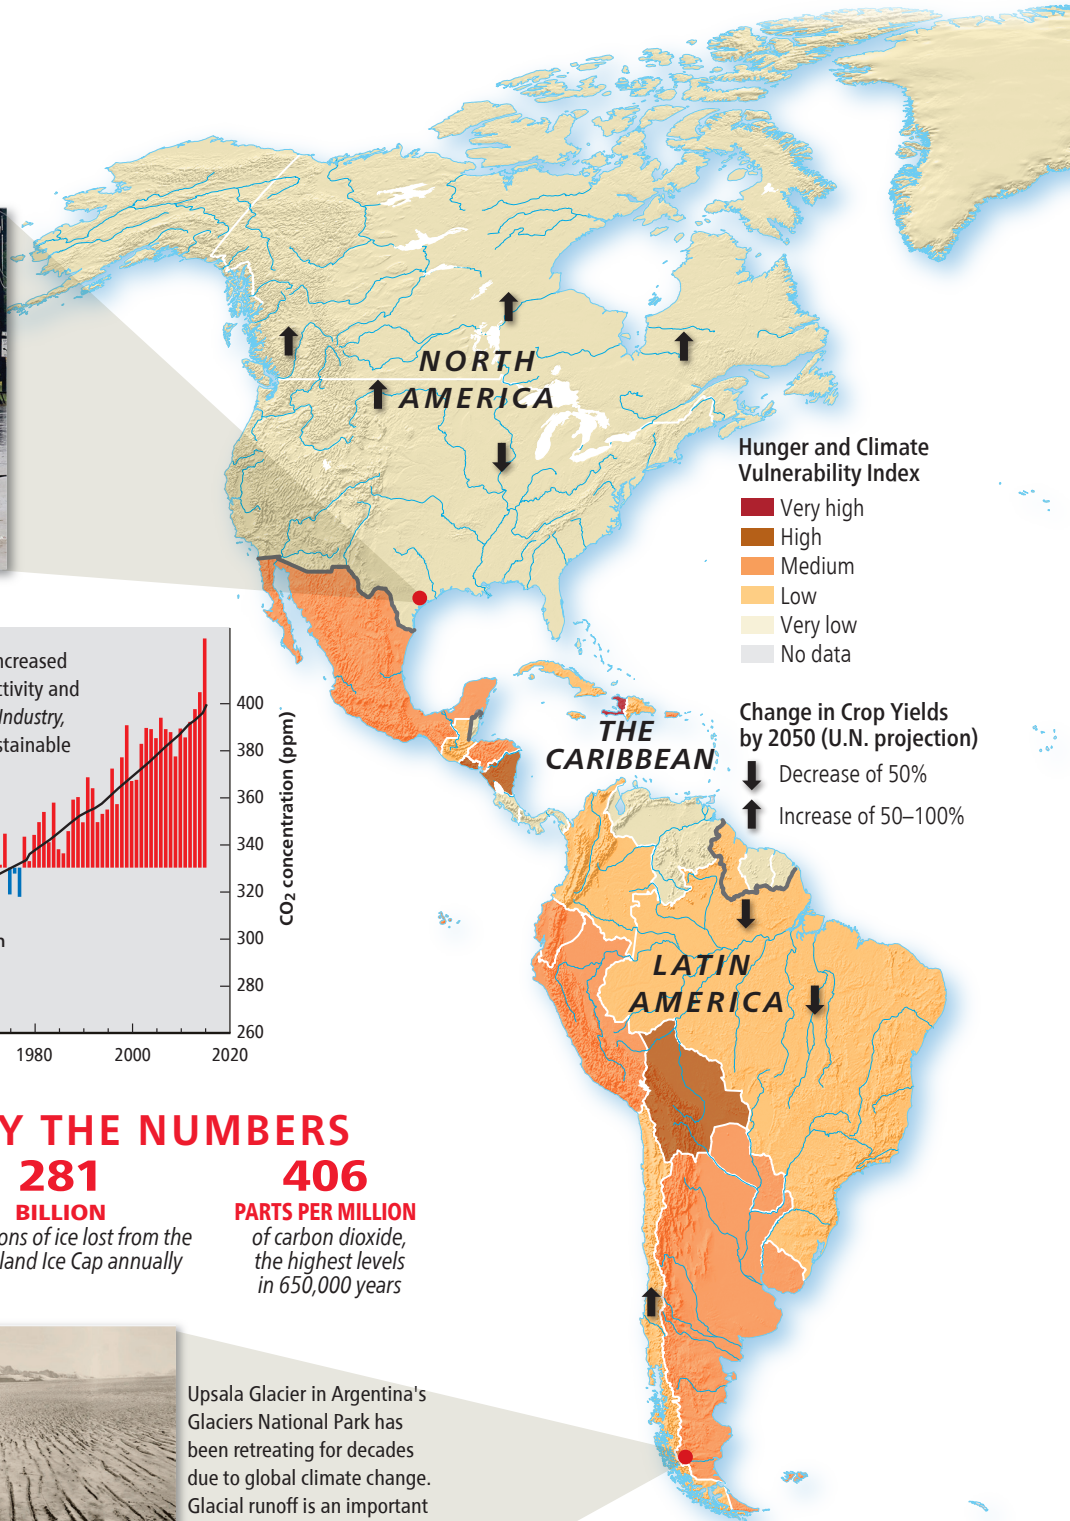 NORTH
AMERICA
Hunger and Climate
Vulnerability Index
Very high
High
Medium
Low
Very low
No data
Change in Crop Yields
by 2050 (U.N. projection)
Decrease of 50%
Increase of 50–100%
THE
CARIBBEAN
LATIN
AMERICA
ncreased
ctivity and
Industry,
stainable
n
400
380
360
340
320
300
280
260
CO2 concentration (ppm)
1980
2000
2020
Y THE NUMBERS
281
BILLION
ons of ice lost from the
land Ice Cap annually
406
PARTS PER MILLION
of carbon dioxide,
the highest levels
in 650,000 years
Upsala Glacier in Argentina's
Glaciers National Park has
been retreating for decades
due to global climate change.
Glacial runoff is an important